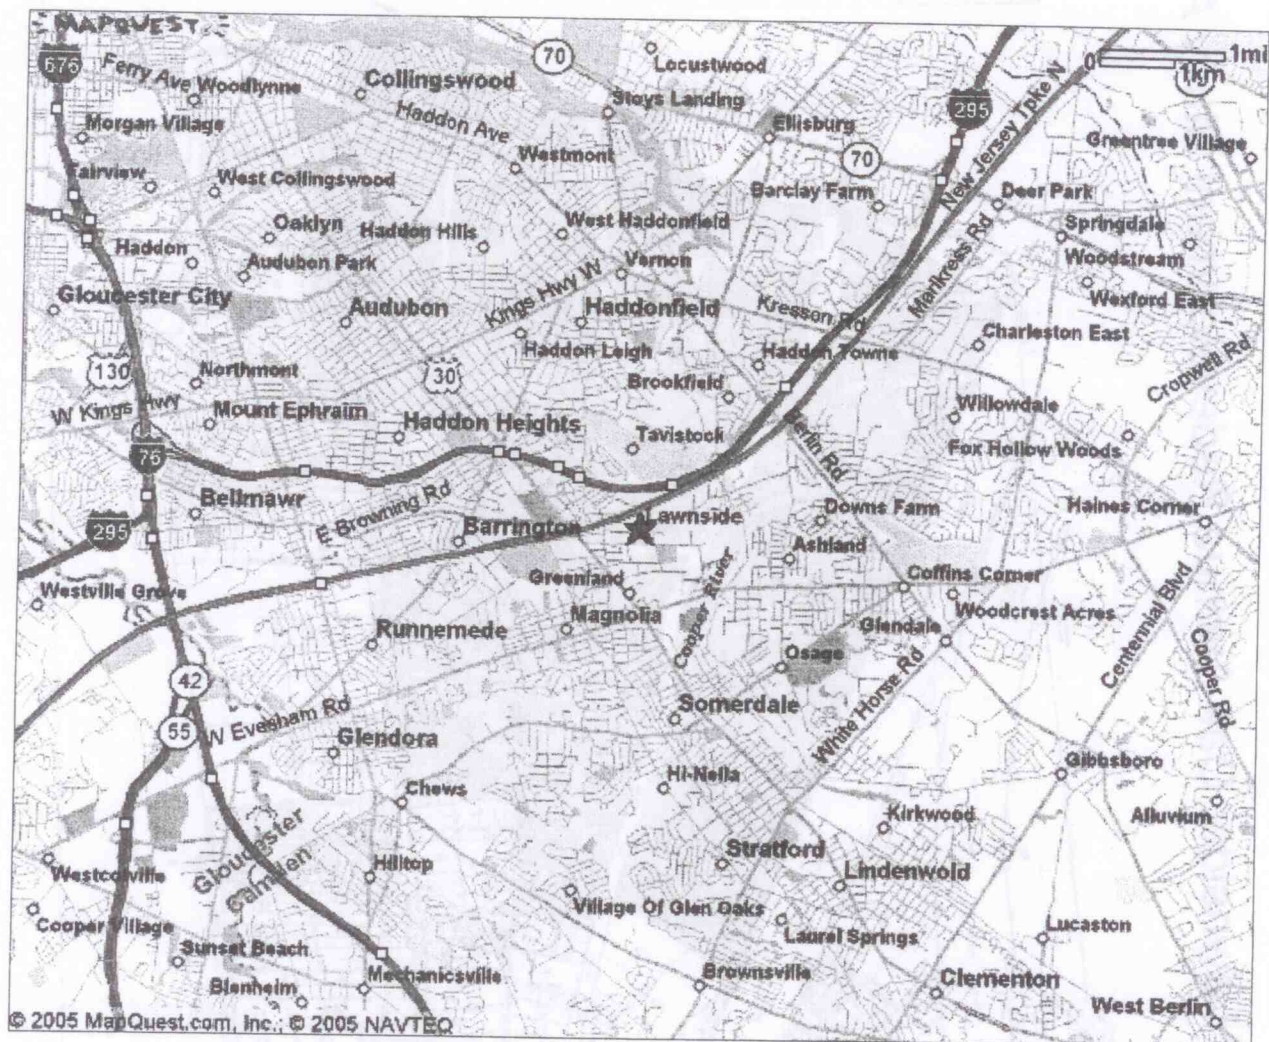 MAPQUEST
676
Ferry Ave
Woodlynne
Collingswood
70
Locustwood
0
1mi
1km
295
New Jersey Tpke N
Morgan Village
Haddon Ave
Stoys Landing
Ellisburg
Greentree Village
Westmont
70
Fairview
West Collingswood
Barclay Farm
Deer Park
Oaklyn
Haddon Hills
West Haddonfield
Springdale
Haddon
Audubon Park
Vernon
Woodstream
Gloucester City
Kings Hwy W
Marlkress Rd
Wexford East
Audubon
Haddonfield
Kresson Rd
Charleston East
Haddon Leigh
Haddon Towne
130
Northmont
30
Brookfield
Cropwell Rd
W Kings Hwy
Mount Ephraim
Haddon Heights
Tavistock
Berlin Rd
Willowdale
Fox Hollow Woods
76
Bellmawr
E Browning Rd
Lawnside
Downs Farm
Haines Corner
295
Barrington
Ashland
Westville Grove
Greenland
Cooper River
Coffins Corner
Magnolia
Woodcrest Acres
Runnemede
Glendale
Centennial Blvd
Osage
Cooper Rd
42
Somerdale
White Horse Rd
55
W Evesham Rd
Glendora
Chews
Hi-Nella
Gibbsboro
Kirkwood
Alluvium
Gloucester
Camden
Hilltop
Stratford
Lindenwold
Westcotville
Village Of Glen Oaks
Cooper Village
Laurel Springs
Lucaston
Sunset Beach
Mechanicsville
Brownsville
Clementon
Blenheim
West Berlin
© 2005 MapQuest.com, Inc.; © 2005 NAVTEQ